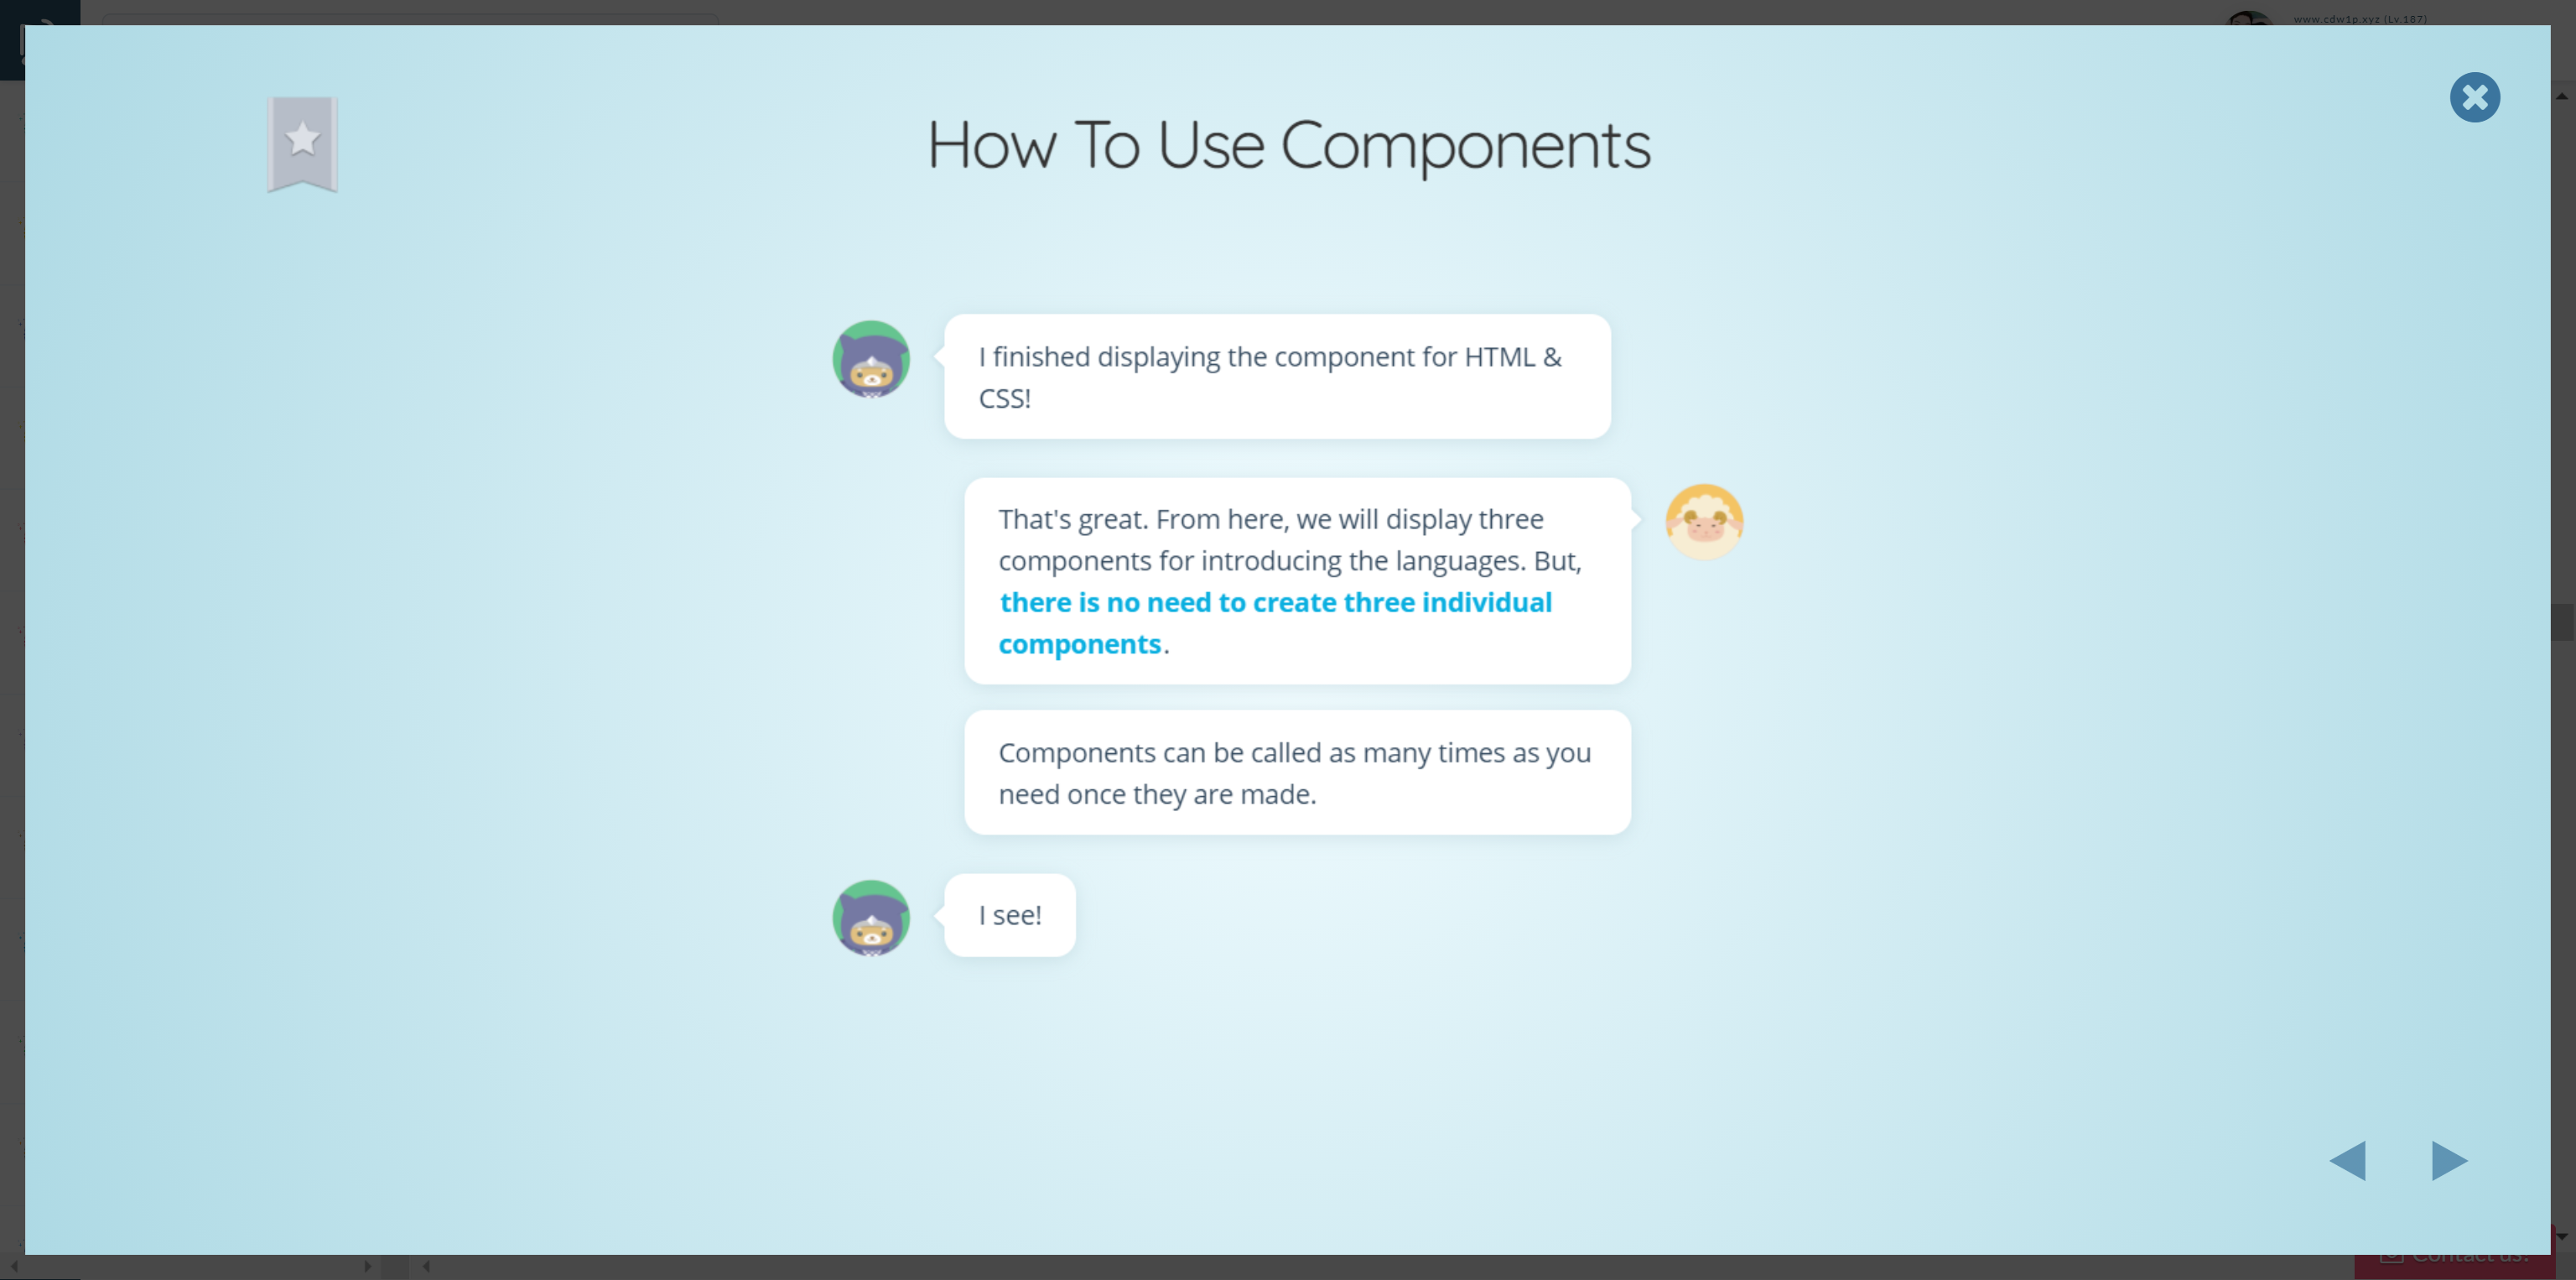 www.cdw1p.xyz (Lv.187)
How To Use Components
I finished displaying the component for HTML &
CSS!
That's great. From here, we will display three
components for introducing the languages. But,
there is no need to create three individual
components.
Components can be called as many times as you
need once they are made.
I see!
Contact us!